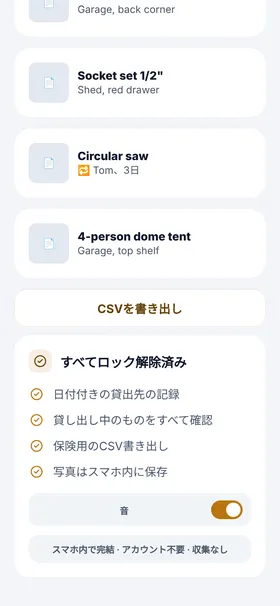 Garage, back corner
Socket set 1/2"
Shed, red drawer
Circular saw
🔁 Tom、3日
4-person dome tent
Garage, top shelf
CSVを書き出し
すべてロック解除済み
日付付きの貸出先の記録
貸し出し中のものをすべて確認
保険用のCSV書き出し
写真はスマホ内に保存
音
スマホ内で完結 · アカウント不要 · 収集なし